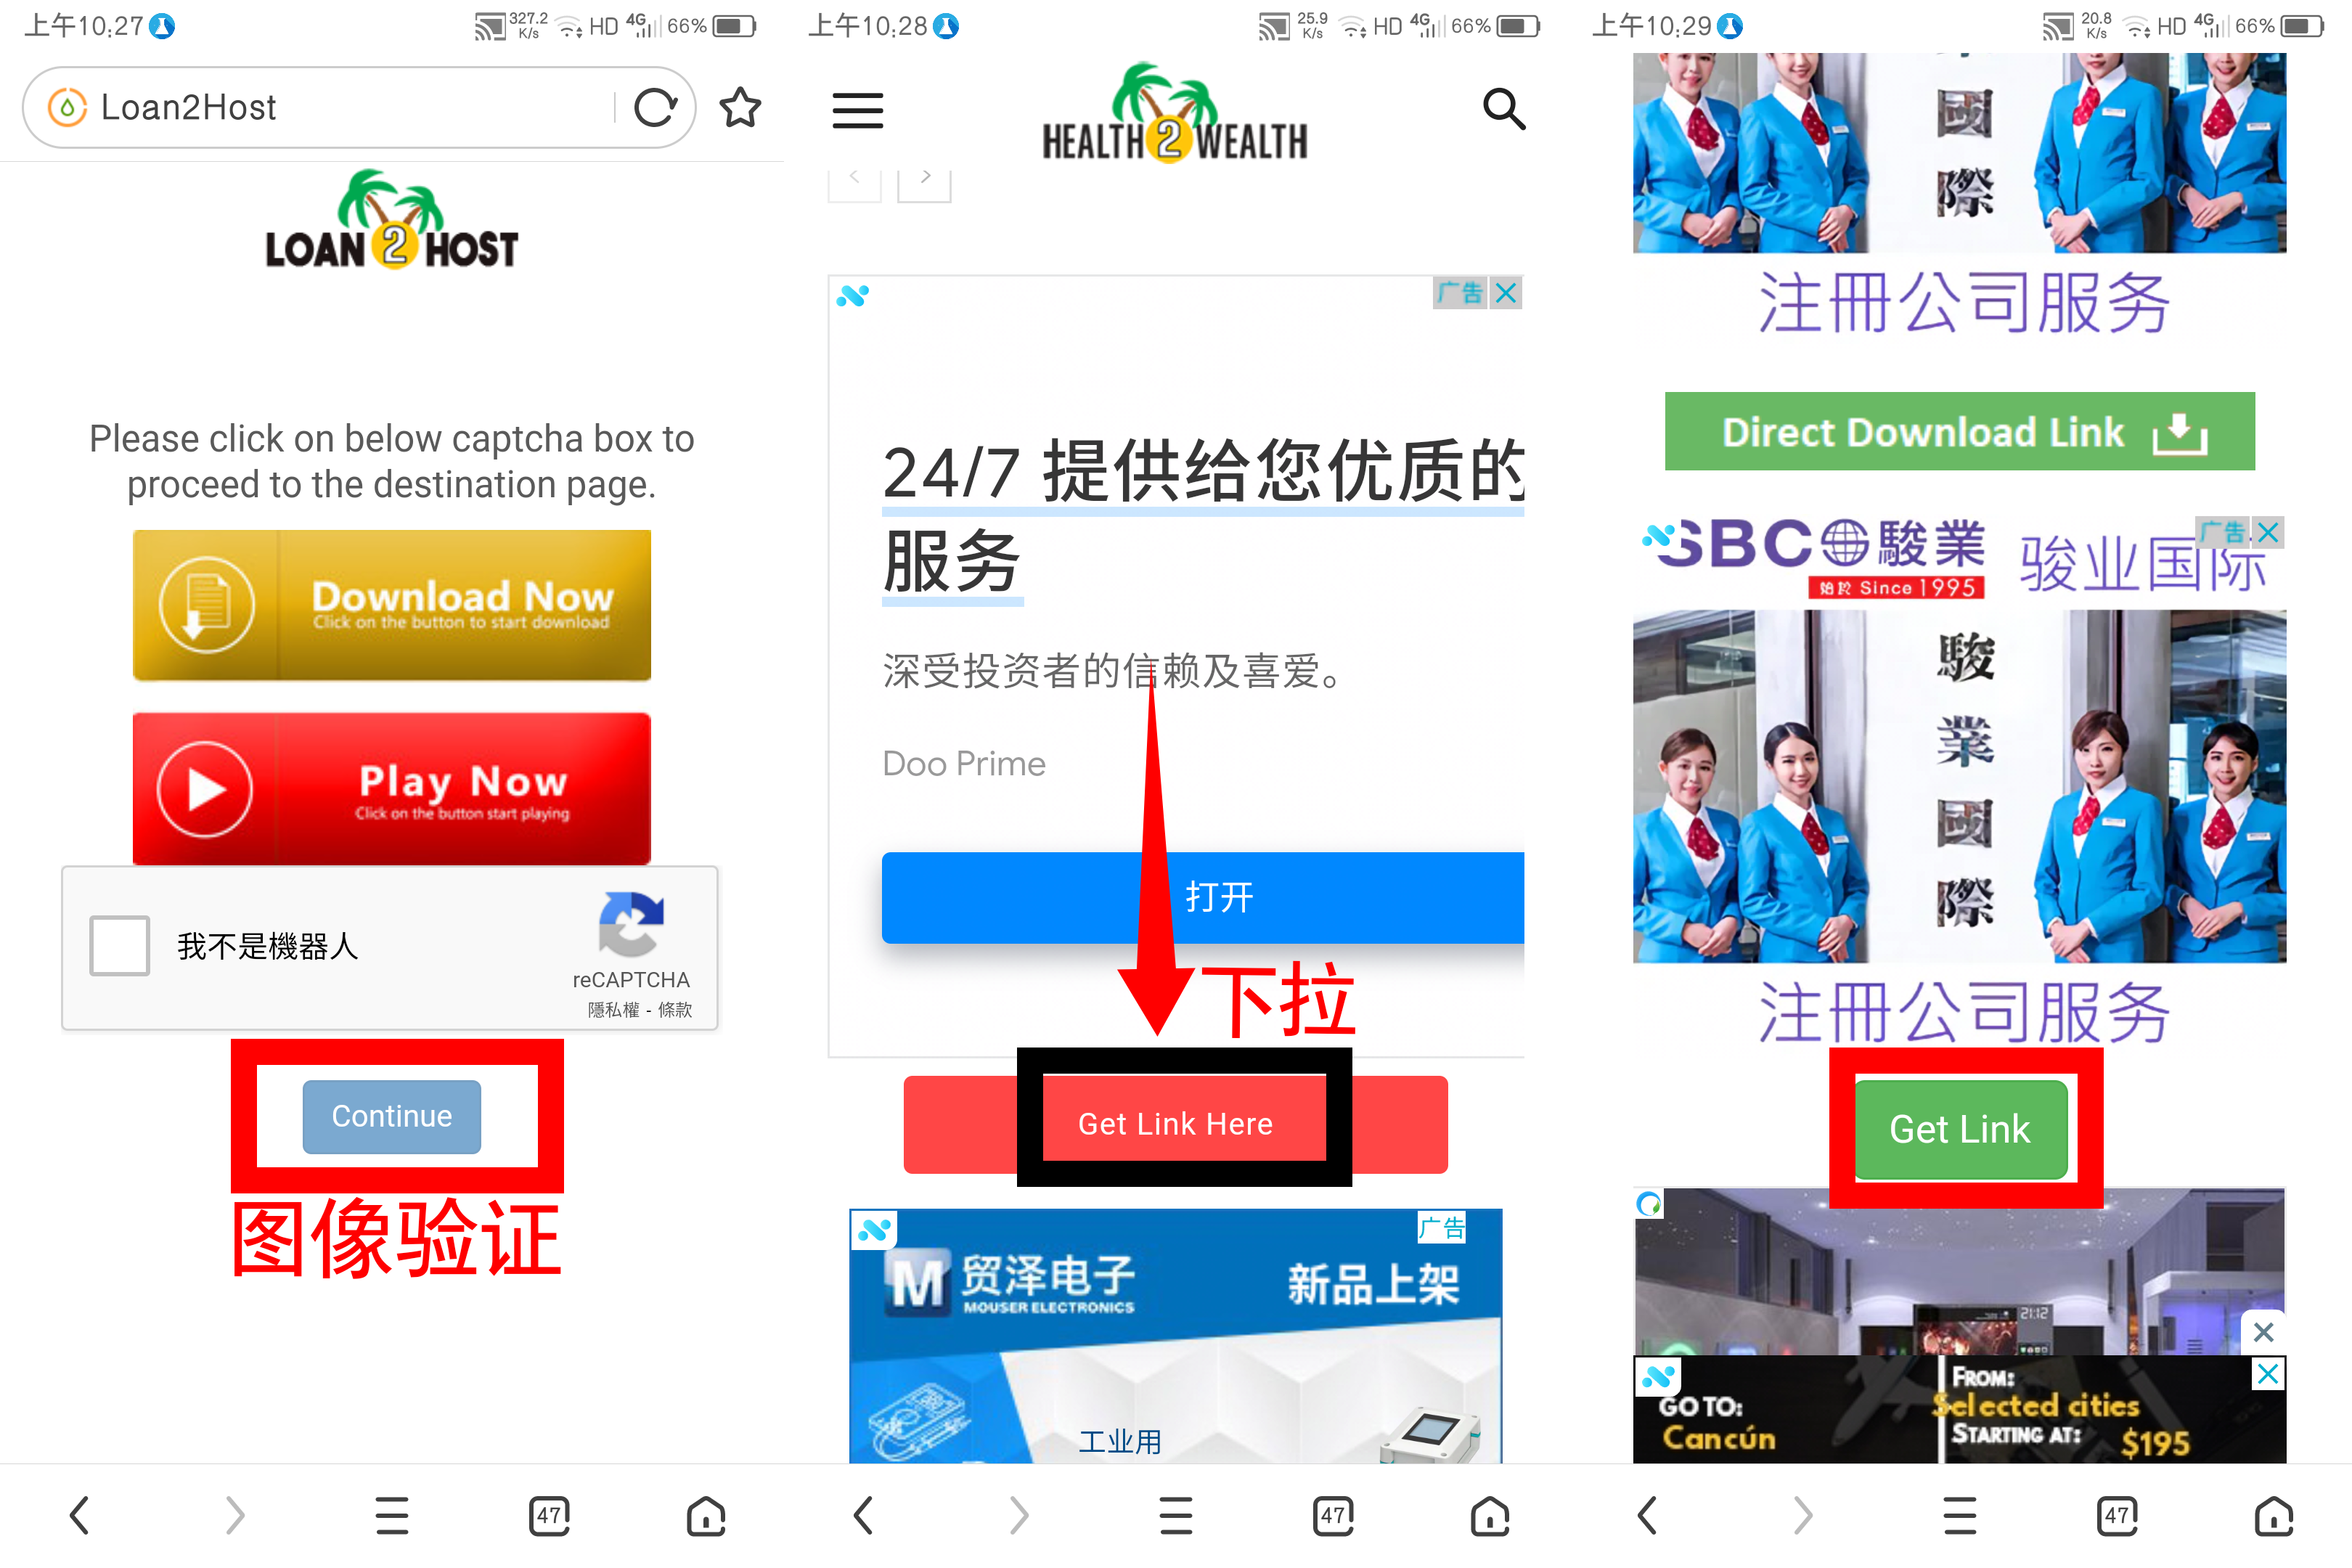 上午10:27
327.2
K/s
HD
4G
66%
Loan2Host
LOAN 2 HOST
Please click on below captcha box to
proceed to the destination page.
Download Now
Click on the button to start download
Play Now
Click on the button start playing
我不是機器人
reCAPTCHA
隱私權 - 條款
Continue
图像验证
47
上午10:28
25.9
K/s
HD
4G
66%
HEALTH 2 WEALTH
广告
24/7 提供给您优质的
服务
深受投资者的信赖及喜爱。
Doo Prime
打开
下拉
Get Link Here
广告
M 贸泽电子
MOUSER ELECTRONICS
新品上架
工业用
47
上午10:29
20.8
K/s
HD
4G
66%
國
際
注册公司服务
Direct Download Link
SBC 駿業
始於 Since 1995
骏业国际
广告
駿
業
國
際
注册公司服务
Get Link
21:12
GO TO:
Cancún
FROM:
Selected cities
STARTING AT:
$195
47